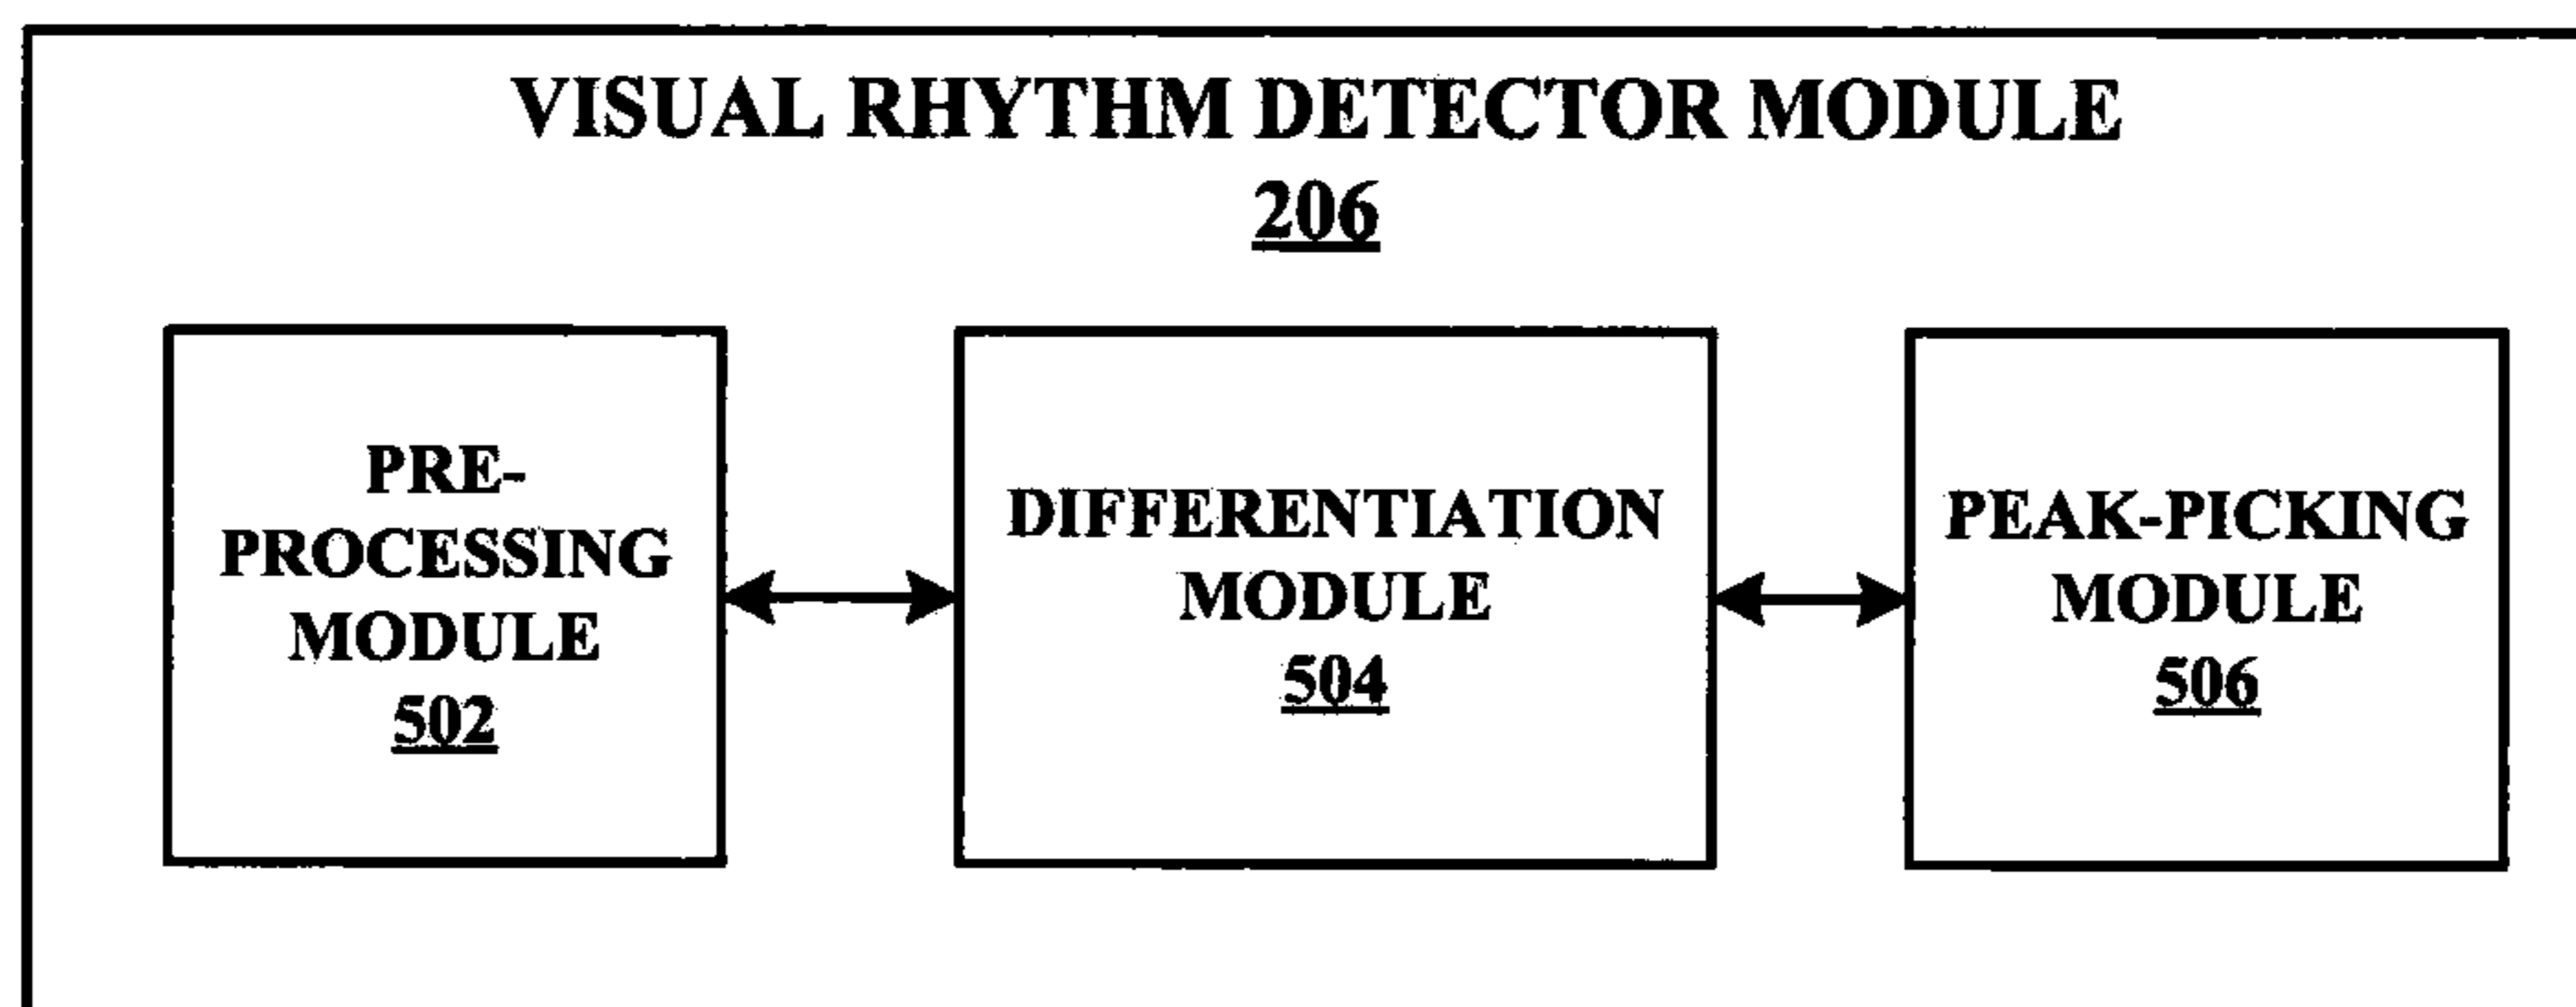 VISUAL RHYTHM DETECTOR MODULE
206
PRE-
PROCESSING
MODULE
502
DIFFERENTIATION
MODULE
504
PEAK-PICKING
MODULE
506